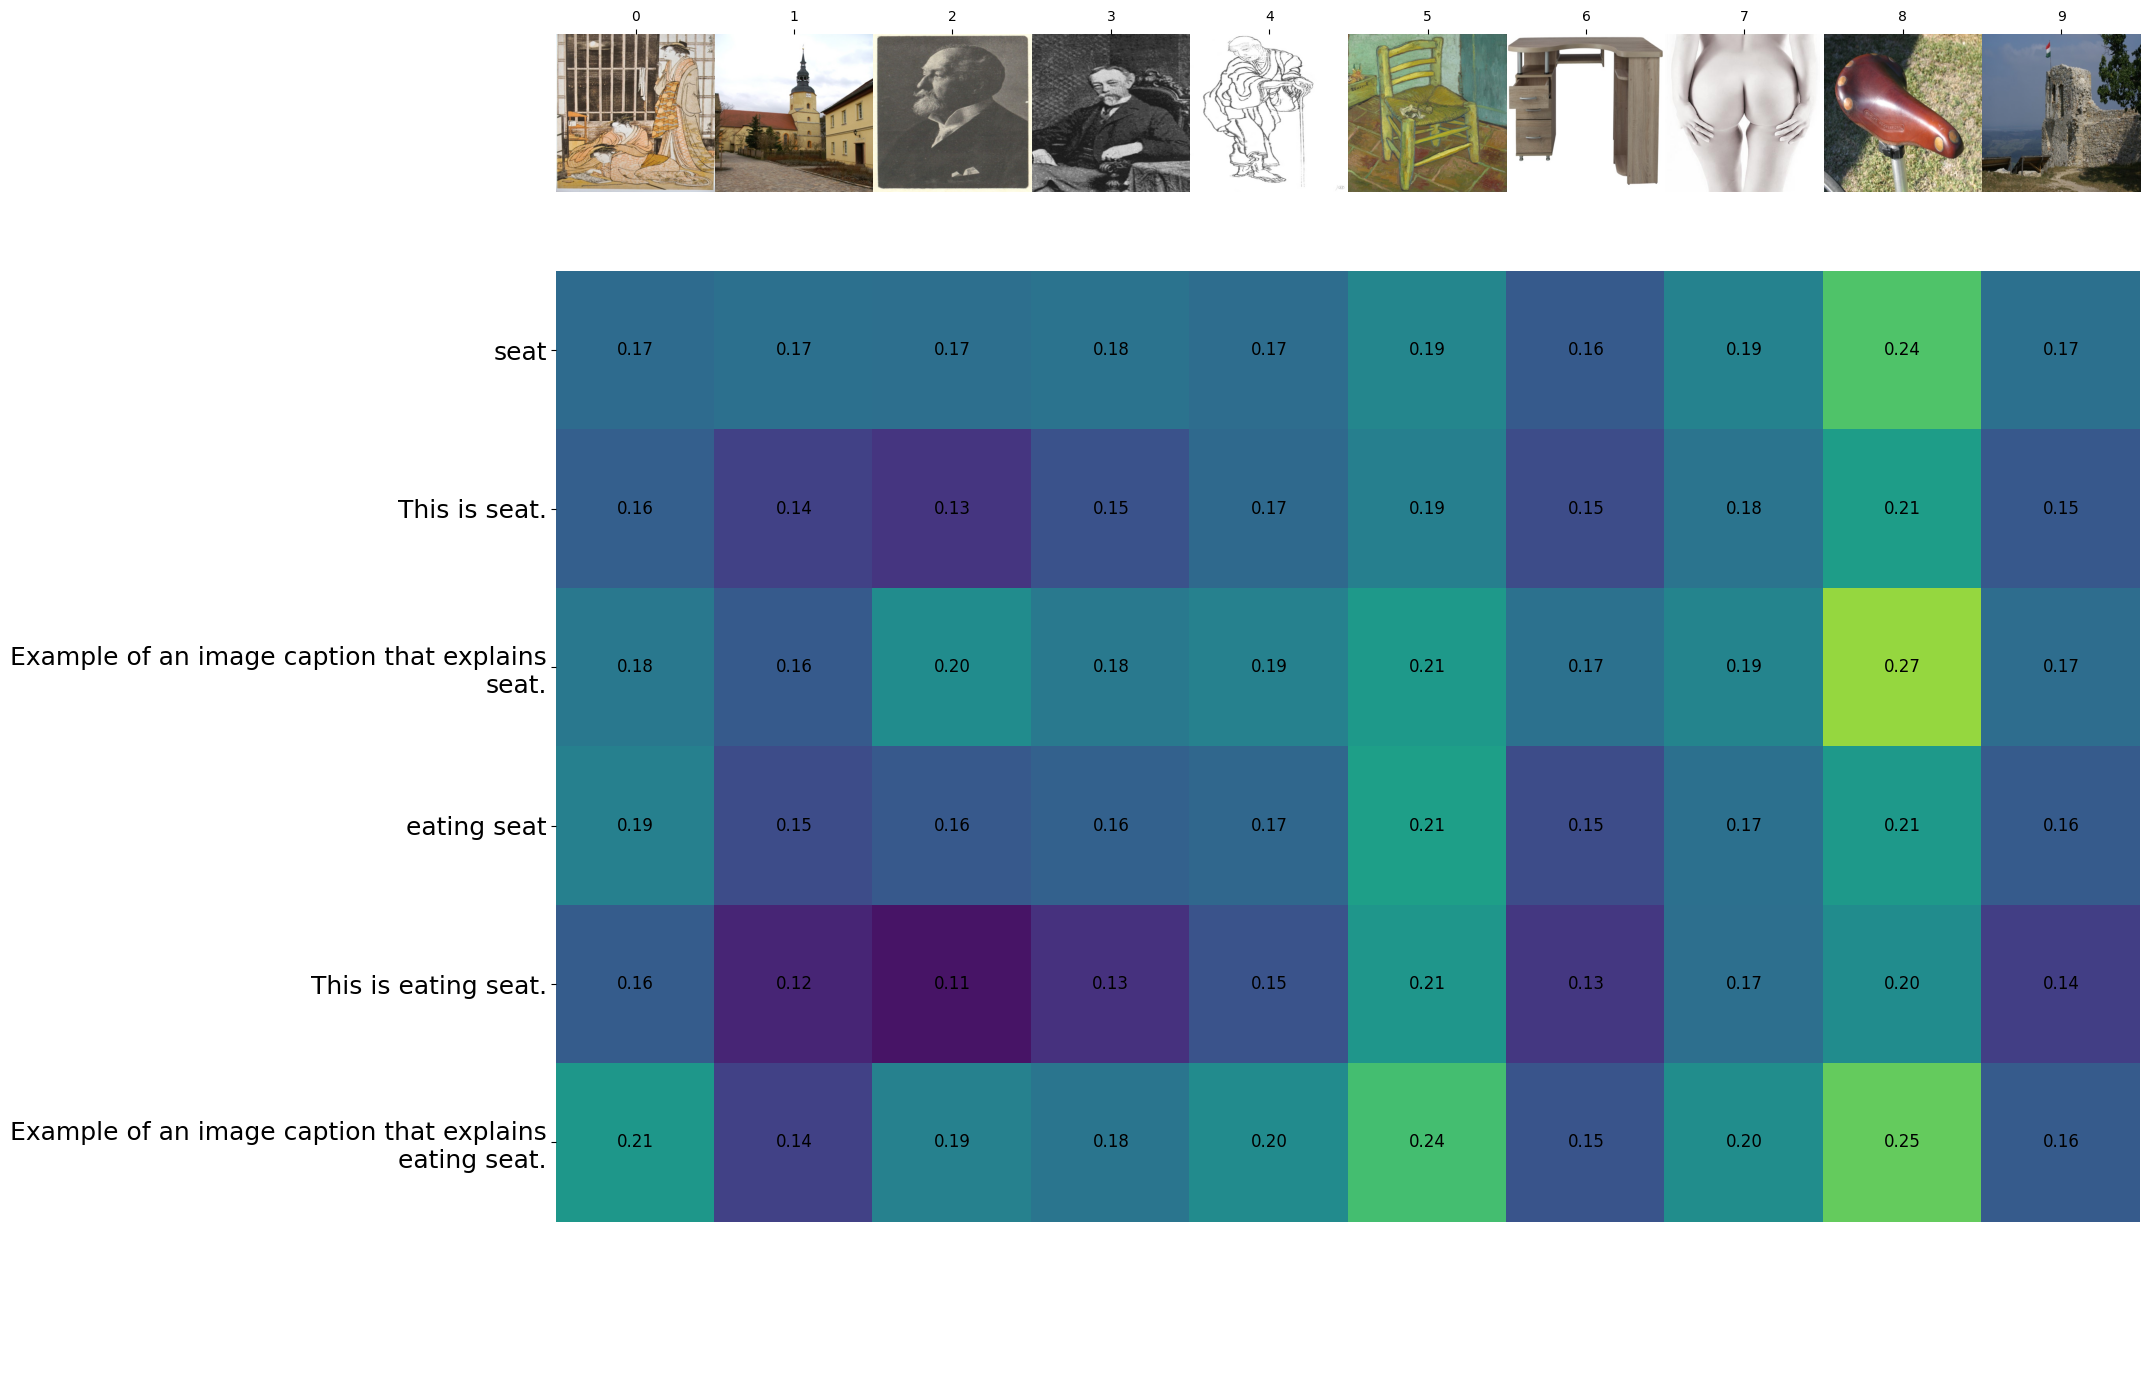 0 1 2 3 4 5 6 7 8 9
seat 0.17 0.17 0.17 0.18 0.17 0.19 0.16 0.19 0.24 0.17
This is seat. 0.16 0.14 0.13 0.15 0.17 0.19 0.15 0.18 0.21 0.15
Example of an image caption that explains
seat. 0.18 0.16 0.20 0.18 0.19 0.21 0.17 0.19 0.27 0.17
eating seat 0.19 0.15 0.16 0.16 0.17 0.21 0.15 0.17 0.21 0.16
This is eating seat. 0.16 0.12 0.11 0.13 0.15 0.21 0.13 0.17 0.20 0.14
Example of an image caption that explains
eating seat. 0.21 0.14 0.19 0.18 0.20 0.24 0.15 0.20 0.25 0.16